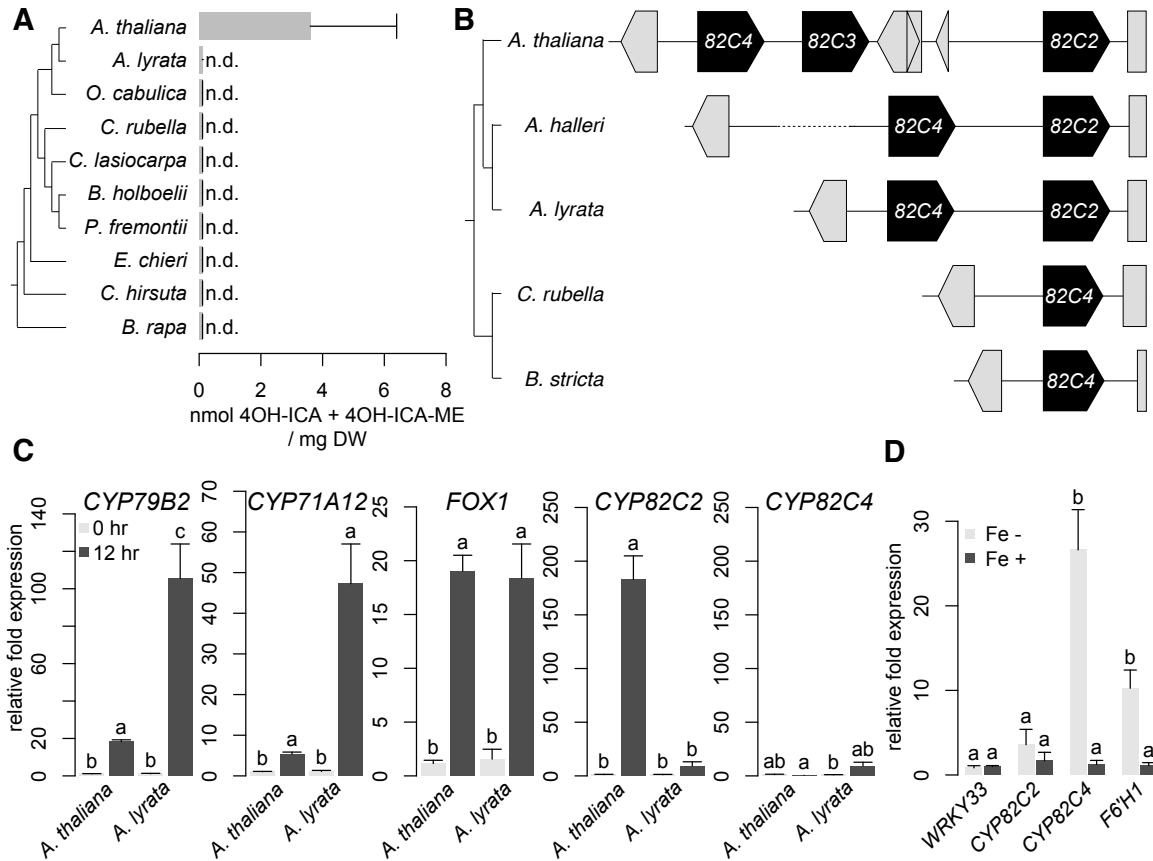 A
A. thaliana
A. lyrata n.d.
O. cabulica n.d.
C. rubella n.d.
C. lasiocarpa n.d.
B. holboelii n.d.
P. fremontii n.d.
E. chieri n.d.
C. hirsuta n.d.
B. rapa n.d.
0 2 4 6 8
nmol 4OH-ICA + 4OH-ICA-ME
/ mg DW
B
A. thaliana 82C4 82C3 82C2
A. halleri 82C4 82C2
A. lyrata 82C4 82C2
C. rubella 82C4
B. stricta 82C4
C
relative fold expression
CYP79B2
0 hr
12 hr
0 20 60 100 140
b a b c
A. thaliana
A. lyrata
CYP71A12
0 10 20 30 40 50 60 70
b a b a
A. thaliana
A. lyrata
FOX1
0 5 10 15 20 25
b a b a
A. thaliana
A. lyrata
CYP82C2
0 50 100 150 200 250
b a b b
A. thaliana
A. lyrata
CYP82C4
0 50 100 150 200 250
ab a b ab
A. thaliana
A. lyrata
D
relative fold expression
Fe -
Fe +
0 10 20 30
a a a a b a b a
WRKY33
CYP82C2
CYP82C4
F6'H1